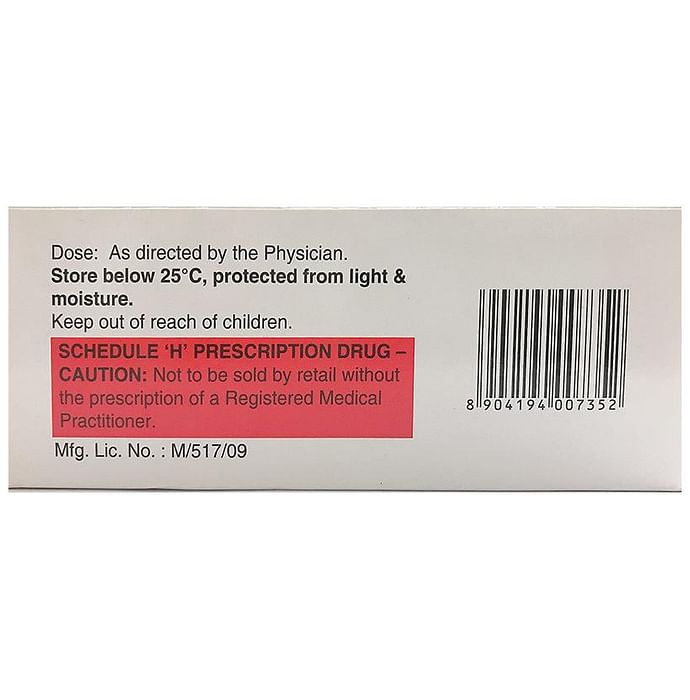 Dose: As directed by the Physician.
Store below 25°C, protected from light &
moisture.
Keep out of reach of children.
SCHEDULE ‘H’ PRESCRIPTION DRUG –
CAUTION: Not to be sold by retail without
the prescription of a Registered Medical
Practitioner.
Mfg. Lic. No. : M/517/09
8 904194 007352